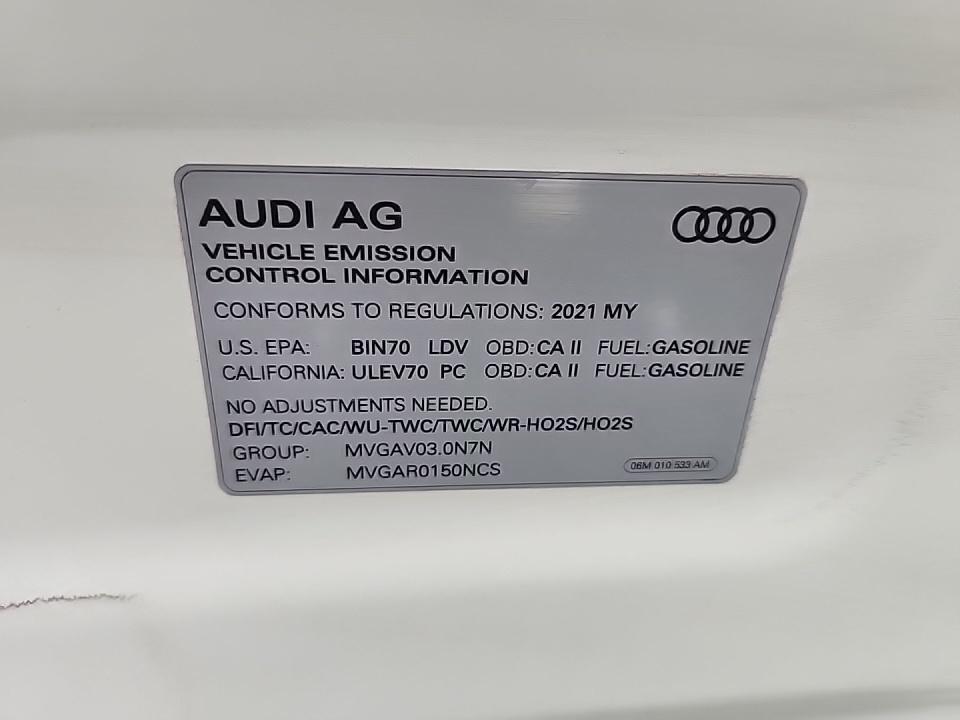 AUDI AG
VEHICLE EMISSION
CONTROL INFORMATION
CONFORMS TO REGULATIONS: 2021 MY
U.S. EPA: BIN70 LDV OBD:CA II FUEL:GASOLINE
CALIFORNIA: ULEV70 PC OBD:CA II FUEL:GASOLINE
NO ADJUSTMENTS NEEDED.
DFI/TC/CAC/WU-TWC/TWC/WR-HO2S/HO2S
GROUP: MVGAV03.0N7N
EVAP: MVGAR0150NCS
06M 010 533 AM